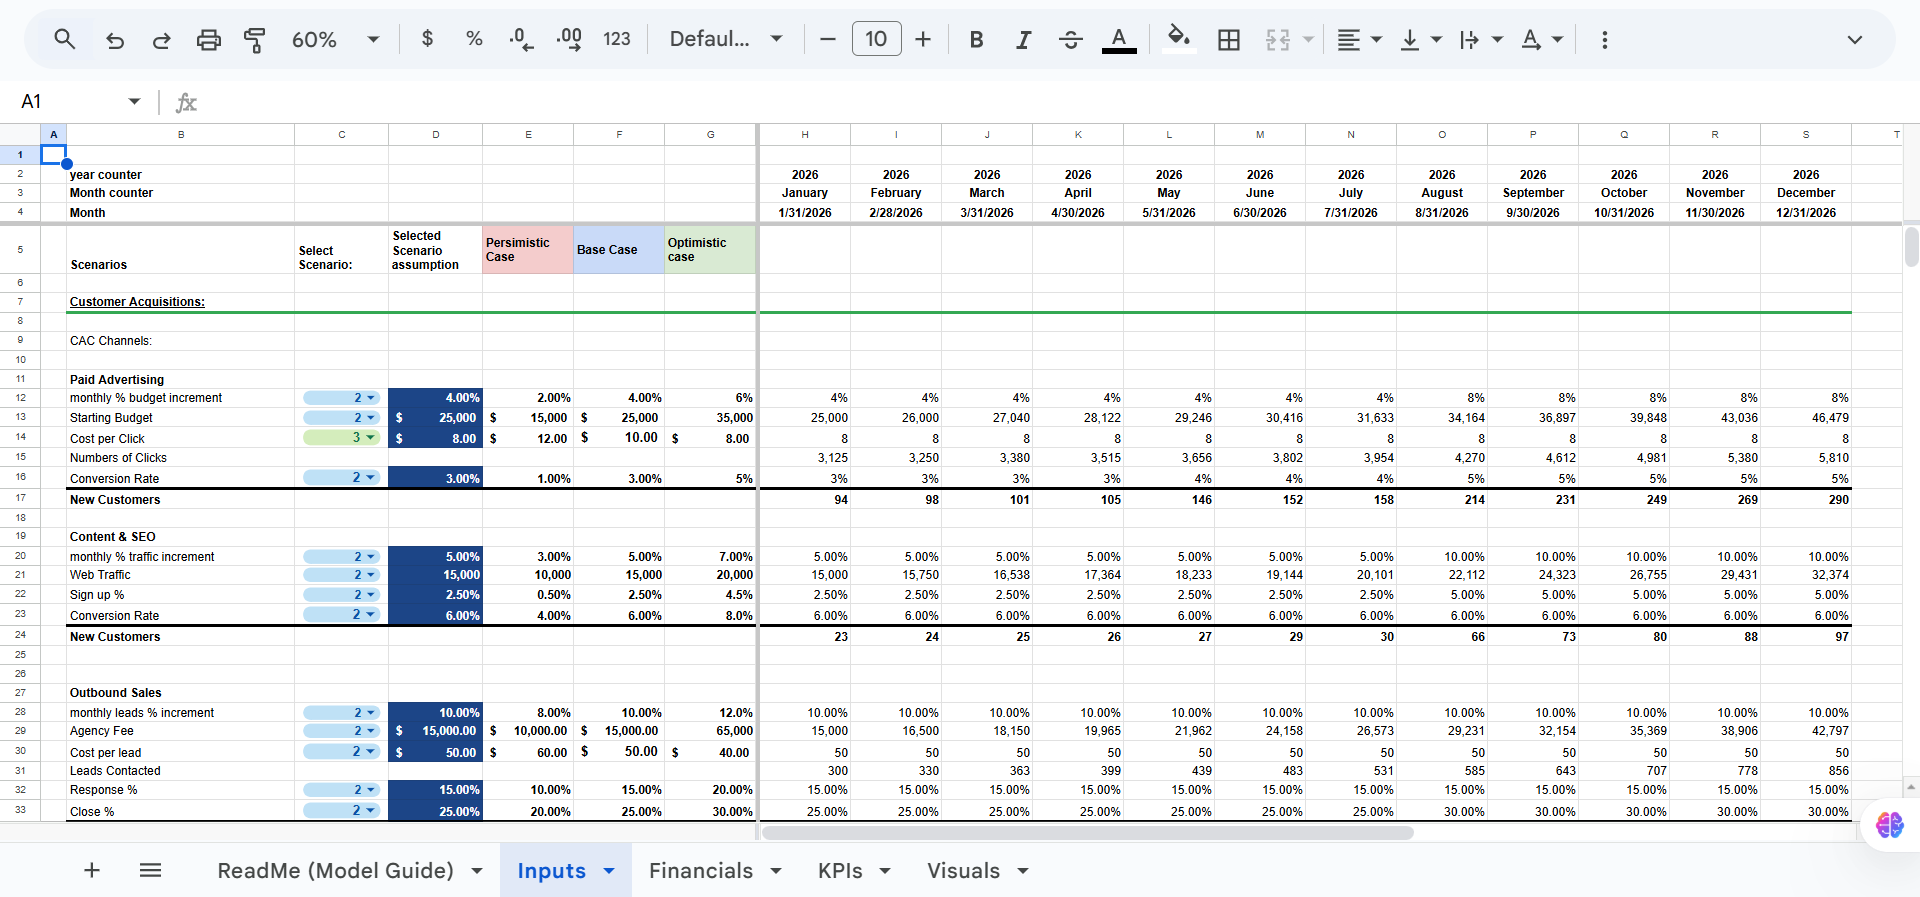 60% $ % .0 .00 123 Defaul... 10 B I A A
A1 fx
A B C D E F G H I J K L M N O P Q R S T
1
2 year counter 2026 2026 2026 2026 2026 2026 2026 2026 2026 2026 2026 2026
3 Month counter January February March April May June July August September October November December
4 Month 1/31/2026 2/28/2026 3/31/2026 4/30/2026 5/31/2026 6/30/2026 7/31/2026 8/31/2026 9/30/2026 10/31/2026 11/30/2026 12/31/2026
5 Scenarios Select Scenario: Selected Scenario assumption Persimistic Case Base Case Optimistic case
6
7 Customer Acquisitions:
8
9 CAC Channels:
10
11 Paid Advertising
12 monthly % budget increment 2 4.00% 2.00% 4.00% 6% 4% 4% 4% 4% 4% 4% 4% 8% 8% 8% 8% 8%
13 Starting Budget 2 $ 25,000 $ 15,000 $ 25,000 35,000 25,000 26,000 27,040 28,122 29,246 30,416 31,633 34,164 36,897 39,848 43,036 46,479
14 Cost per Click 3 $ 8.00 $ 12.00 $ 10.00 $ 8.00 8 8 8 8 8 8 8 8 8 8 8 8
15 Numbers of Clicks 3,125 3,250 3,380 3,515 3,656 3,802 3,954 4,270 4,612 4,981 5,380 5,810
16 Conversion Rate 2 3.00% 1.00% 3.00% 5% 3% 3% 3% 3% 4% 4% 4% 5% 5% 5% 5% 5%
17 New Customers 94 98 101 105 146 152 158 214 231 249 269 290
18
19 Content & SEO
20 monthly % traffic increment 2 5.00% 3.00% 5.00% 7.00% 5.00% 5.00% 5.00% 5.00% 5.00% 5.00% 5.00% 10.00% 10.00% 10.00% 10.00% 10.00%
21 Web Traffic 2 15,000 10,000 15,000 20,000 15,000 15,750 16,538 17,364 18,233 19,144 20,101 22,112 24,323 26,755 29,431 32,374
22 Sign up % 2 2.50% 0.50% 2.50% 4.5% 2.50% 2.50% 2.50% 2.50% 2.50% 2.50% 2.50% 5.00% 5.00% 5.00% 5.00% 5.00%
23 Conversion Rate 2 6.00% 4.00% 6.00% 8.0% 6.00% 6.00% 6.00% 6.00% 6.00% 6.00% 6.00% 6.00% 6.00% 6.00% 6.00% 6.00%
24 New Customers 23 24 25 26 27 29 30 66 73 80 88 97
25
26
27 Outbound Sales
28 monthly leads % increment 2 10.00% 8.00% 10.00% 12.0% 10.00% 10.00% 10.00% 10.00% 10.00% 10.00% 10.00% 10.00% 10.00% 10.00% 10.00% 10.00%
29 Agency Fee 2 $ 15,000.00 $ 10,000.00 $ 15,000.00 65,000 15,000 16,500 18,150 19,965 21,962 24,158 26,573 29,231 32,154 35,369 38,906 42,797
30 Cost per lead 2 $ 50.00 $ 60.00 $ 50.00 $ 40.00 50 50 50 50 50 50 50 50 50 50 50 50
31 Leads Contacted 300 330 363 399 439 483 531 585 643 707 778 856
32 Response % 2 15.00% 10.00% 15.00% 20.00% 15.00% 15.00% 15.00% 15.00% 15.00% 15.00% 15.00% 15.00% 15.00% 15.00% 15.00% 15.00%
33 Close % 2 25.00% 20.00% 25.00% 30.00% 25.00% 25.00% 25.00% 25.00% 25.00% 25.00% 25.00% 30.00% 30.00% 30.00% 30.00% 30.00%
ReadMe (Model Guide) Inputs Financials KPIs Visuals